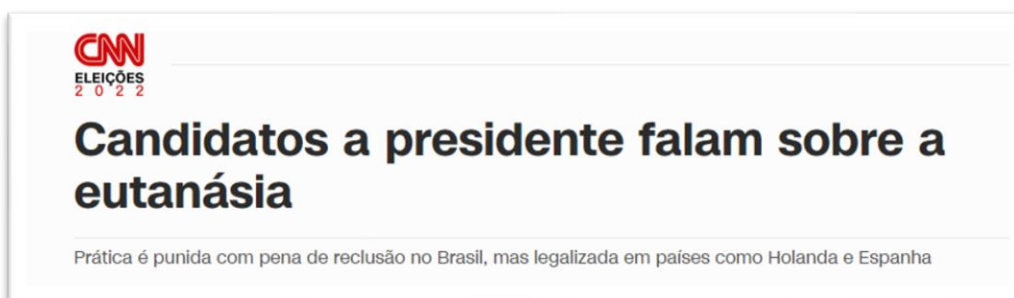 CNN
ELEIÇÕES
2022
Candidatos a presidente falam sobre a
eutanásia
Prática é punida com pena de reclusão no Brasil, mas legalizada em países como Holanda e Espanha